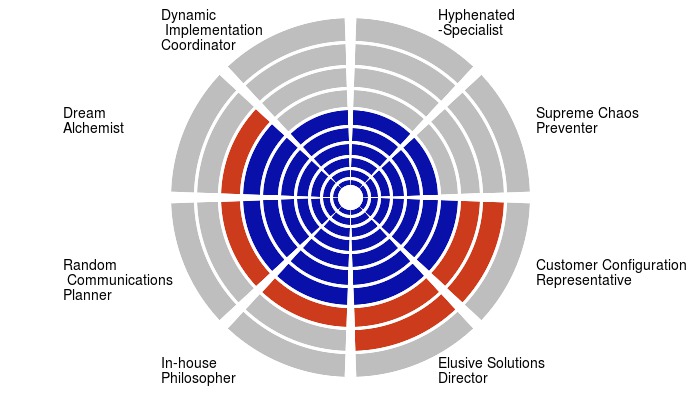 Dynamic
Implementation
Coordinator
Hyphenated
-Specialist
Dream
Alchemist
Supreme Chaos
Preventer
Random
Communications
Planner
Customer Configuration
Representative
In-house
Philosopher
Elusive Solutions
Director